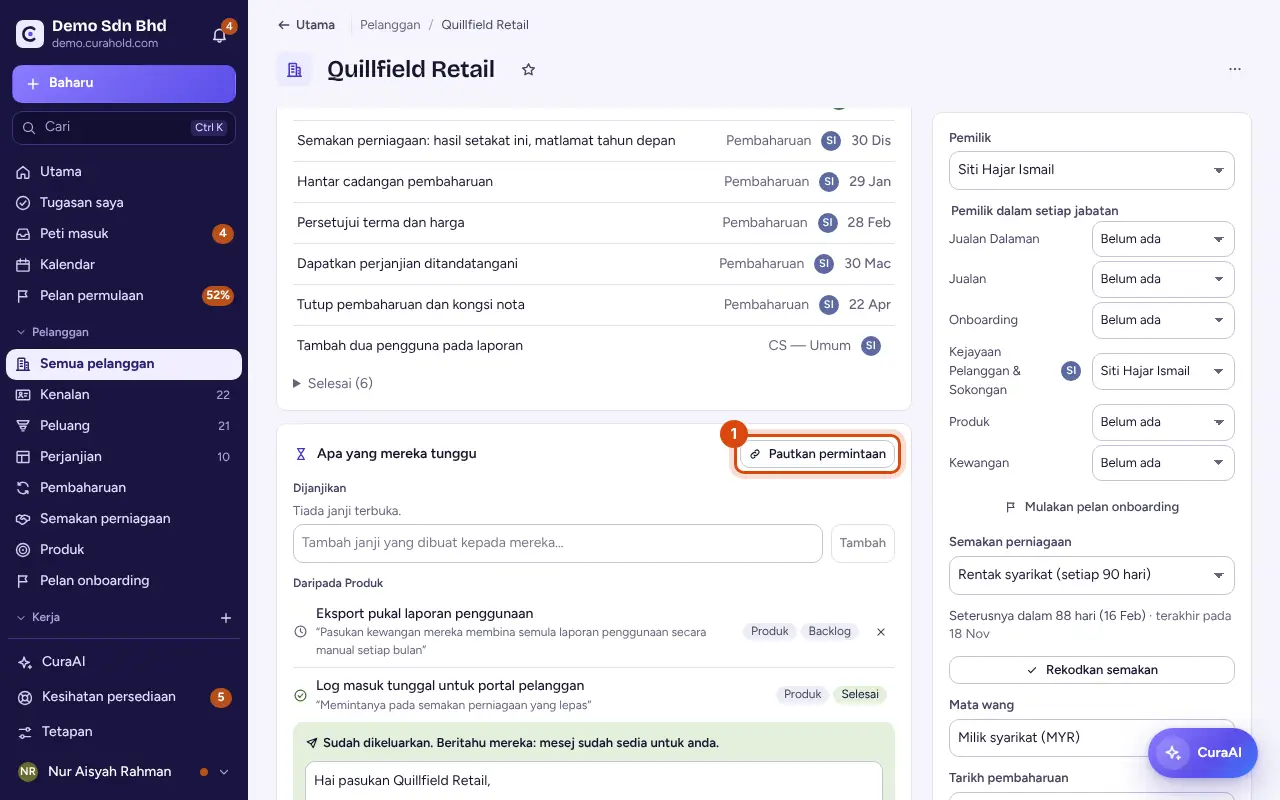 Demo Sdn Bhd
demo.curahold.com
4
Baharu
Cari
Ctrl K
Utama
Tugasan saya
Peti masuk
4
Kalendar
Pelan permulaan
52%
Pelanggan
Semua pelanggan
Kenalan
22
Peluang
21
Perjanjian
10
Pembaharuan
Semakan perniagaan
Produk
Pelan onboarding
Kerja
CuraAI
Kesihatan persediaan
5
Tetapan
NR
Nur Aisyah Rahman
Utama
Pelanggan / Quillfield Retail
Quillfield Retail
Semakan perniagaan: hasil setakat ini, matlamat tahun depan
Pembaharuan SI 30 Dis
Hantar cadangan pembaharuan
Pembaharuan SI 29 Jan
Persetujui terma dan harga
Pembaharuan SI 28 Feb
Dapatkan perjanjian ditandatangani
Pembaharuan SI 30 Mac
Tutup pembaharuan dan kongsi nota
Pembaharuan SI 22 Apr
Tambah dua pengguna pada laporan
CS — Umum SI
Selesai (6)
Apa yang mereka tunggu
1
Pautkan permintaan
Dijanjikan
Tiada janji terbuka.
Tambah janji yang dibuat kepada mereka...
Tambah
Daripada Produk
Eksport pukal laporan penggunaan
"Pasukan kewangan mereka membina semula laporan penggunaan secara
manual setiap bulan"
Produk
Backlog
Log masuk tunggal untuk portal pelanggan
"Memintanya pada semakan perniagaan yang lepas"
Produk
Selesai
Sudah dikeluarkan. Beritahu mereka: mesej sudah sedia untuk anda.
Hai pasukan Quillfield Retail,
Pemilik
Siti Hajar Ismail
Pemilik dalam setiap jabatan
Jualan Dalaman
Belum ada
Jualan
Belum ada
Onboarding
Belum ada
Kejayaan
Pelanggan &
Sokongan
SI
Siti Hajar Ismail
Produk
Belum ada
Kewangan
Belum ada
Mulakan pelan onboarding
Semakan perniagaan
Rentak syarikat (setiap 90 hari)
Seterusnya dalam 88 hari (16 Feb) · terakhir pada
18 Nov
Rekodkan semakan
Mata wang
Milik syarikat (MYR)
CuraAI
Tarikh pembaharuan